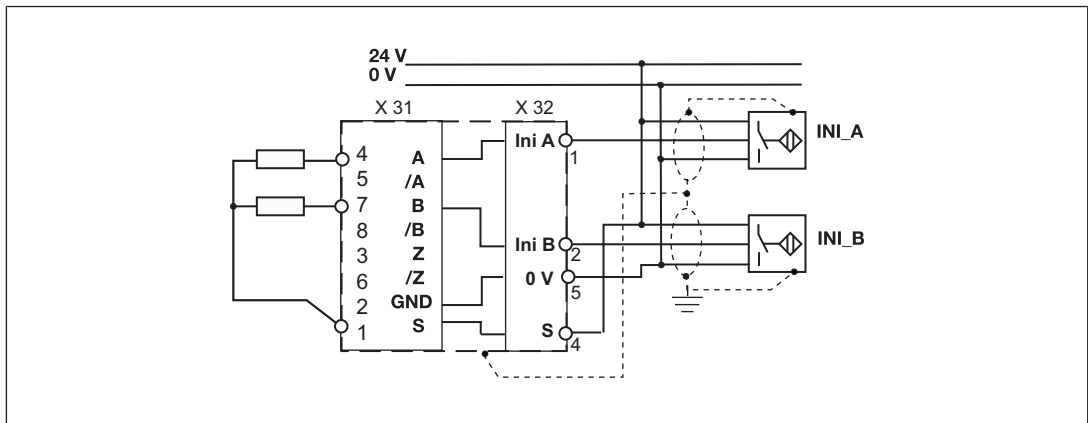 24 V
0 V
X 31
X 32
4
5
7
8
3
6
2
1
A
/A
B
/B
Z
/Z
GND
S
Ini A
1
Ini B
2
0 V
5
S
4
INI_A
INI_B